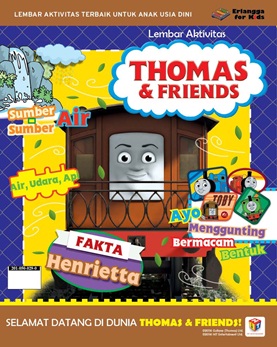 LEMBAR AKTIVITAS TERBAIK UNTUK ANAK USIA DINI
Erlangga
for Kids
Lembar Aktivitas
THOMAS
& FRIENDS
Sumber
Sumber Air
Air, Udara, Api
TOBY
Ayo
Menggunting
Bermacam
Bentuk
FAKTA
Henrietta
SELAMAT DATANG DI DUNIA THOMAS & FRIENDS!